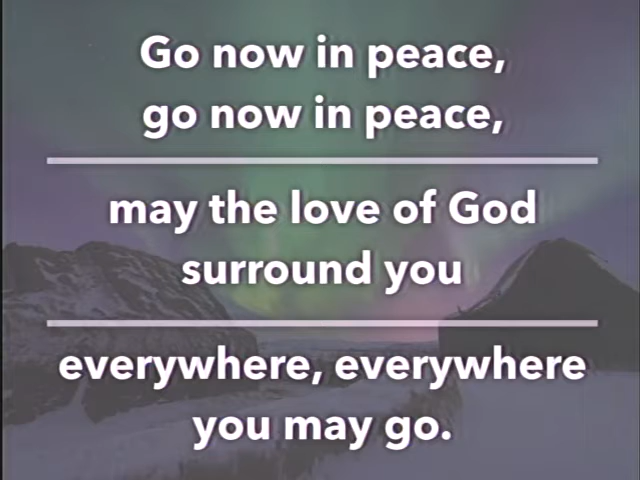 Go now in peace,
go now in peace,
may the love of God
surround you
everywhere, everywhere
you may go.